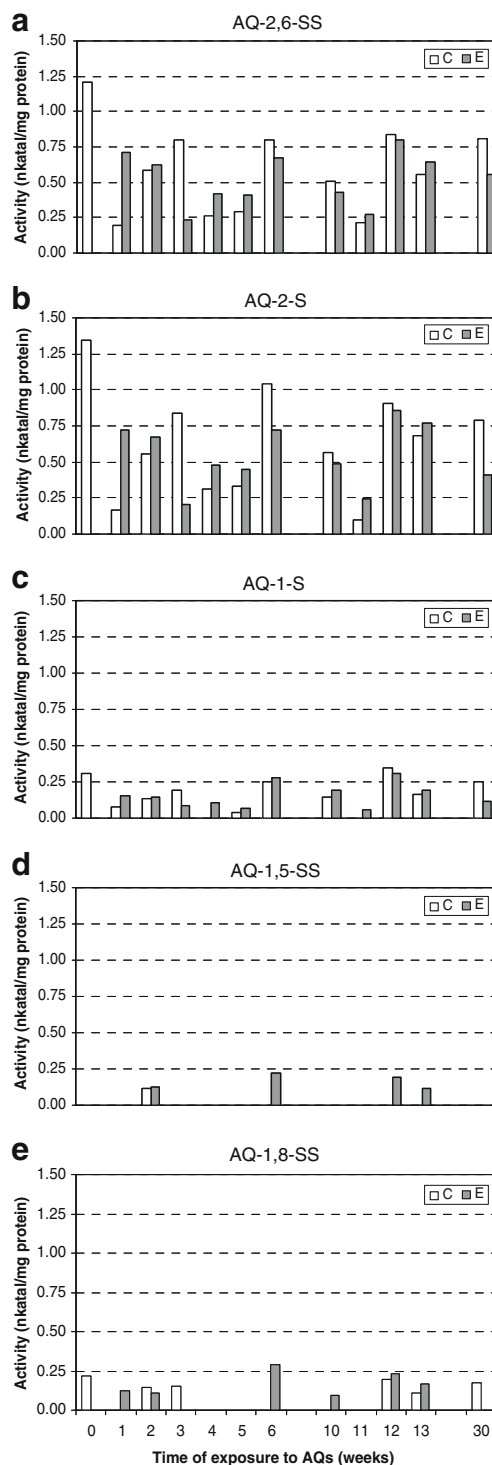 a
AQ-2,6-SS
1.50
1.25
1.00
0.75
0.50
0.25
0.00
Activity (nkatal/mg protein)
C E
b
AQ-2-S
1.50
1.25
1.00
0.75
0.50
0.25
0.00
Activity (nkatal/mg protein)
C E
c
AQ-1-S
1.50
1.25
1.00
0.75
0.50
0.25
0.00
Activity (nkatal/mg protein)
C E
d
AQ-1,5-SS
1.50
1.25
1.00
0.75
0.50
0.25
0.00
Activity (nkatal/mg protein)
C E
e
AQ-1,8-SS
1.50
1.25
1.00
0.75
0.50
0.25
0.00
Activity (nkatal/mg protein)
C E
0 1 2 3 4 5 6 10 11 12 13 30
Time of exposure to AQs (weeks)